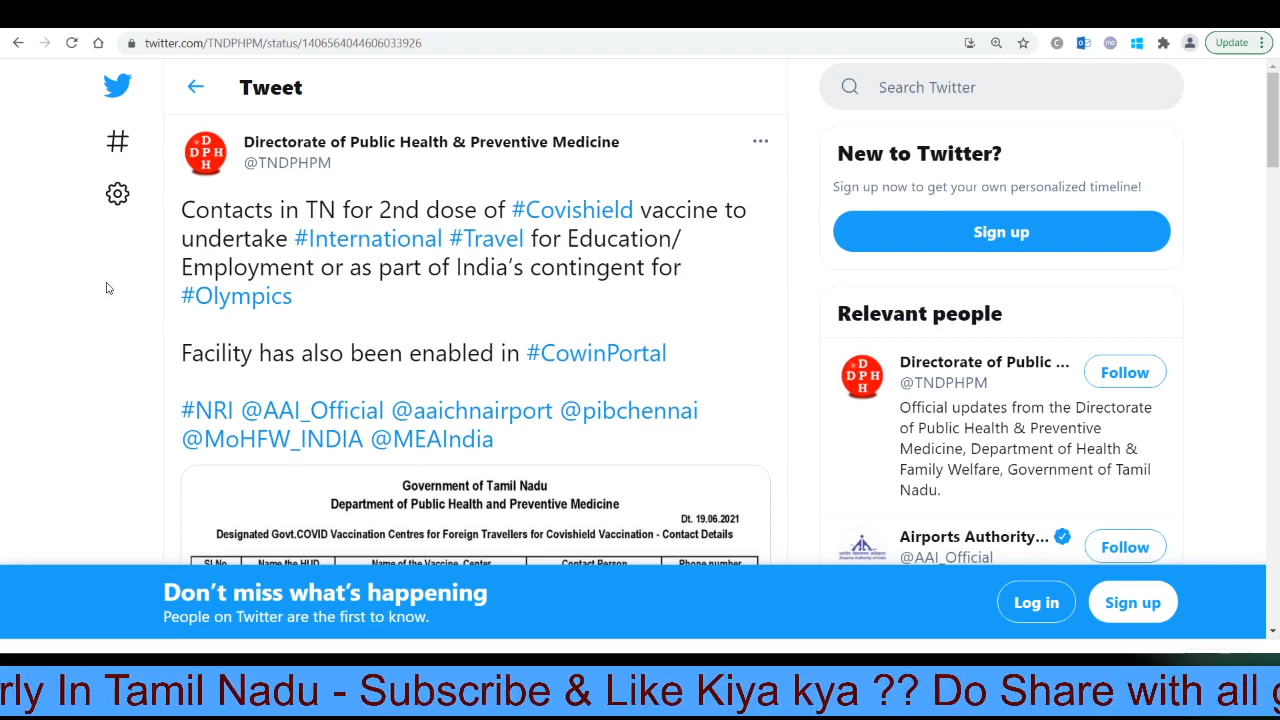 twitter.com/TNDPHPM/status/1406564044606033926
Update
Tweet
Search Twitter
Directorate of Public Health & Preventive Medicine
@TNDPHPM
Contacts in TN for 2nd dose of #Covishield vaccine to
undertake #International #Travel for Education/
Employment or as part of India's contingent for
#Olympics
Facility has also been enabled in #CowinPortal
#NRI @AAI_Official @aaichnairport @pibchennai
@MoHFW_INDIA @MEAIndia
Government of Tamil Nadu
Department of Public Health and Preventive Medicine
Dt. 19.06.2021
Designated Govt.COVID Vaccination Centres for Foreign Travellers for Covishield Vaccination - Contact Details
Sl.No Name the HUD Name of the Vaccine Center Contact Person Phone number
New to Twitter?
Sign up now to get your own personalized timeline!
Sign up
Relevant people
Directorate of Public ...
@TNDPHPM
Follow
Official updates from the Directorate
of Public Health & Preventive
Medicine, Department of Health &
Family Welfare, Government of Tamil
Nadu.
Airports Authority...
@AAI_Official
Follow
Don't miss what's happening
People on Twitter are the first to know.
Log in
Sign up
rly In Tamil Nadu - Subscribe & Like Kiya kya ?? Do Share with all g